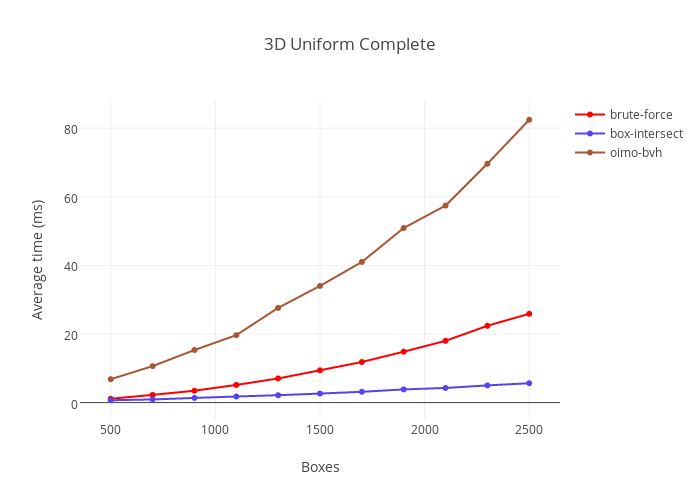 3D Uniform Complete
brute-force
box-intersect
oimo-bvh
Average time (ms)
80
60
40
20
0
500
1000
1500
2000
2500
Boxes